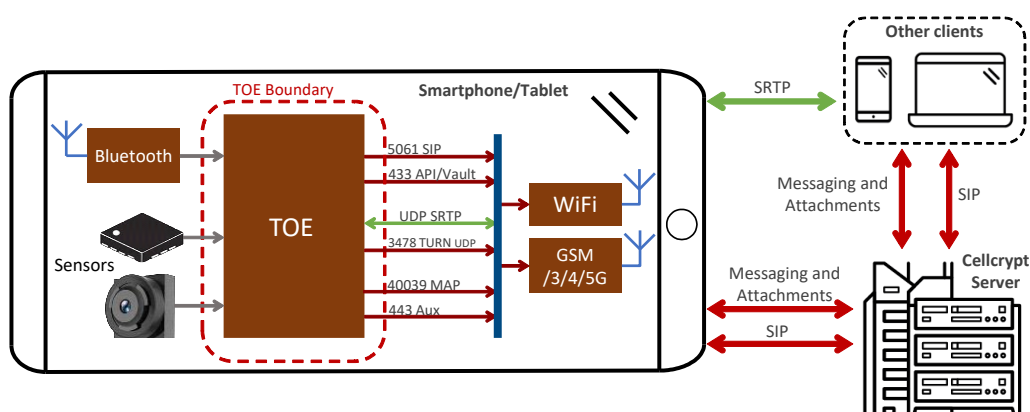 Other clients
TOE Boundary
Smartphone/Tablet
SRTP
Bluetooth
5061 SIP
433 API/Vault
TOE
UDP SRTP
WiFi
3478 TURN UDP
GSM
/3/4/5G
Sensors
40039 MAP
443 Aux
Messaging and
Attachments
SIP
Cellcrypt
Server
Messaging and
Attachments
SIP